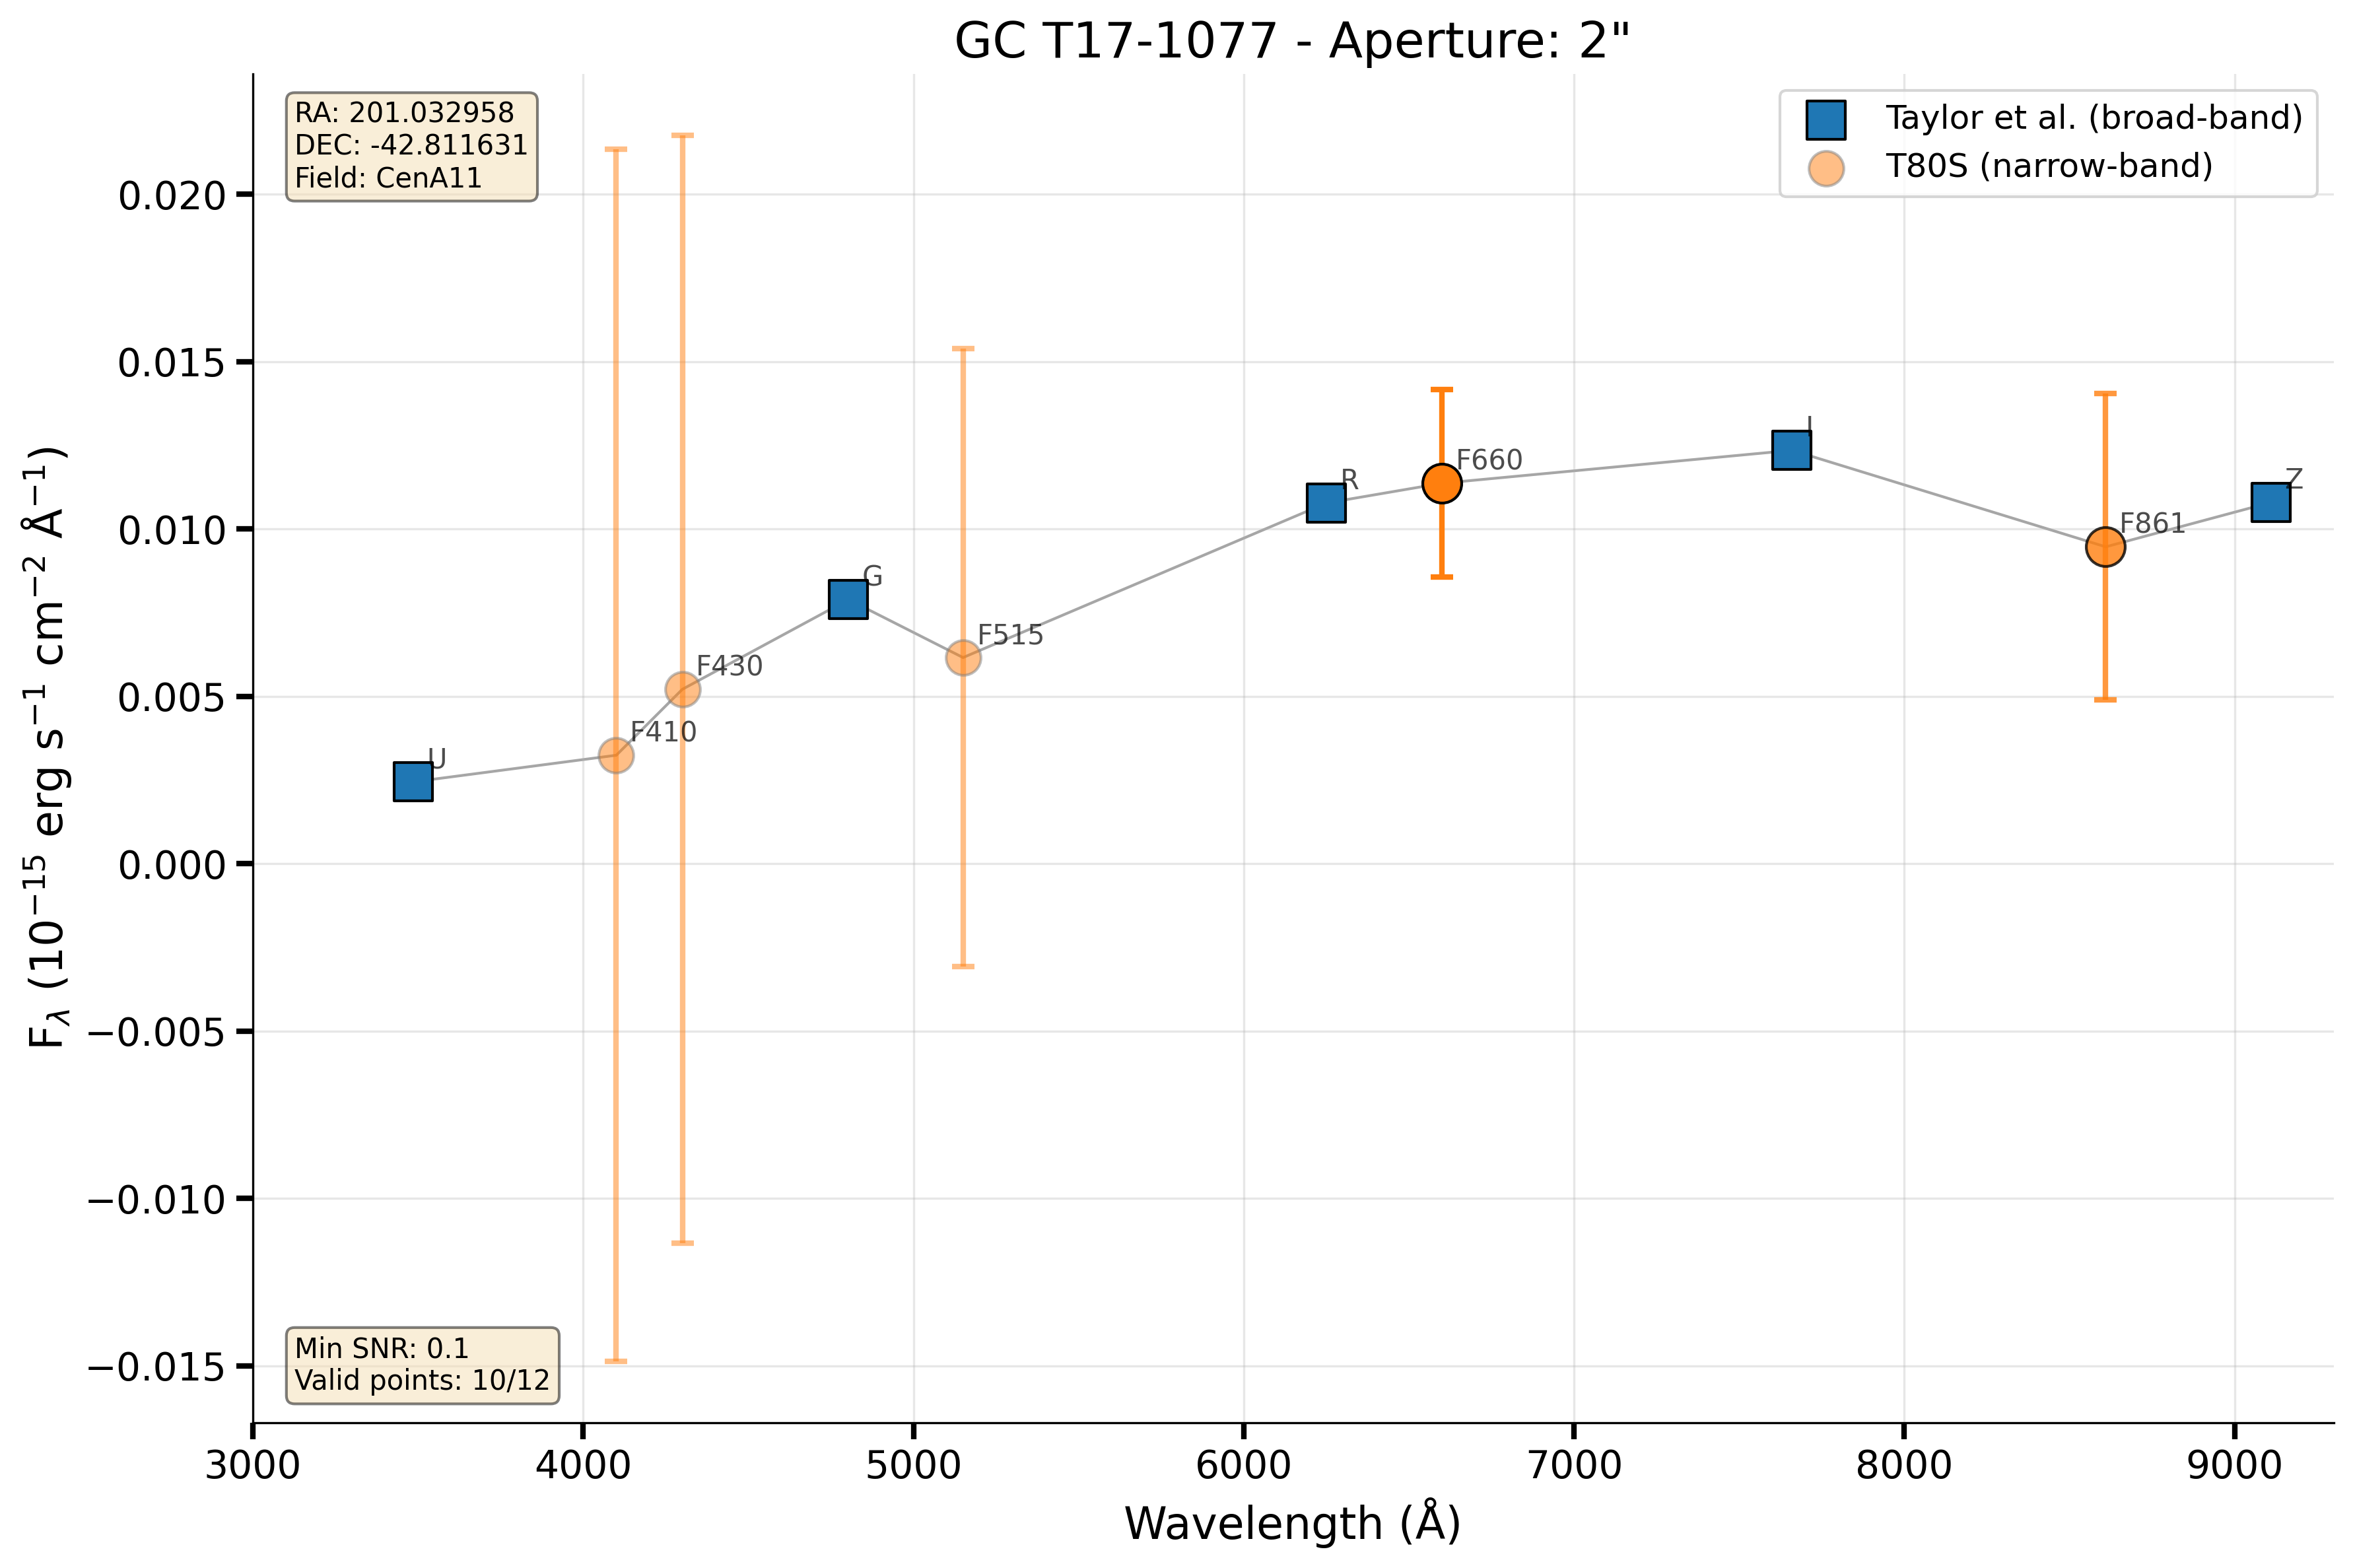 GC T17-1077 - Aperture: 2"
RA: 201.032958
DEC: -42.811631
Field: CenA11
Taylor et al. (broad-band)
T80S (narrow-band)
0.020
0.015
0.010
0.005
0.000
−0.005
−0.010
−0.015
F_λ (10⁻¹⁵ erg s⁻¹ cm⁻² Å⁻¹)
U
F410
F430
G
F515
R
F660
I
F861
Z
Min SNR: 0.1
Valid points: 10/12
3000 4000 5000 6000 7000 8000 9000
Wavelength (Å)